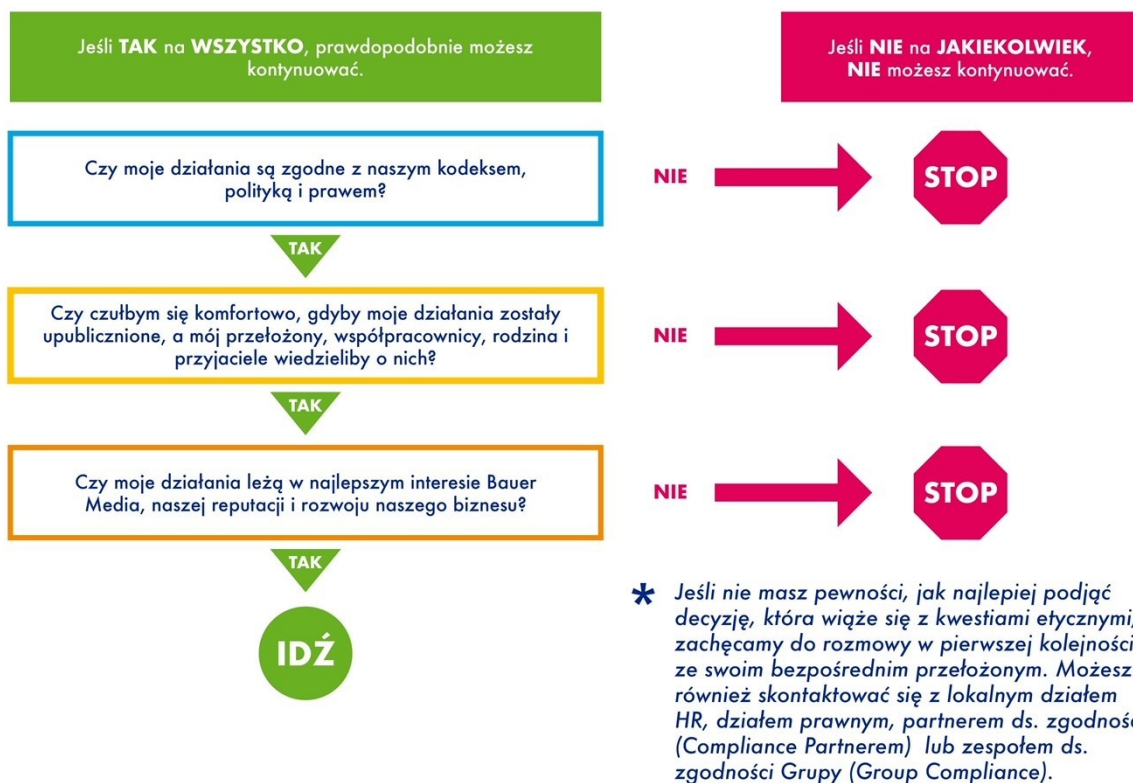 Jeśli TAK na WSZYSTKO, prawdopodobnie możesz
kontynuować.
Jeśli NIE na JAKIEKOLWIEK,
NIE możesz kontynuować.
Czy moje działania są zgodne z naszym kodeksem,
polityką i prawem?
NIE
STOP
TAK
Czy czułbym się komfortowo, gdyby moje działania zostały
upublicznione, a mój przełożony, współpracownicy, rodzina i
przyjaciele wiedzieliby o nich?
NIE
STOP
TAK
Czy moje działania leżą w najlepszym interesie Bauer
Media, naszej reputacji i rozwoju naszego biznesu?
NIE
STOP
TAK
IDŹ
* Jeśli nie masz pewności, jak najlepiej podjąć
decyzję, która wiąże się z kwestiami etycznymi,
zachęcamy do rozmowy w pierwszej kolejności
ze swoim bezpośrednim przełożonym. Możesz
również skontaktować się z lokalnym działem
HR, działem prawnym, partnerem ds. zgodnośc
(Compliance Partnerem) lub zespołem ds.
zgodności Grupy (Group Compliance).